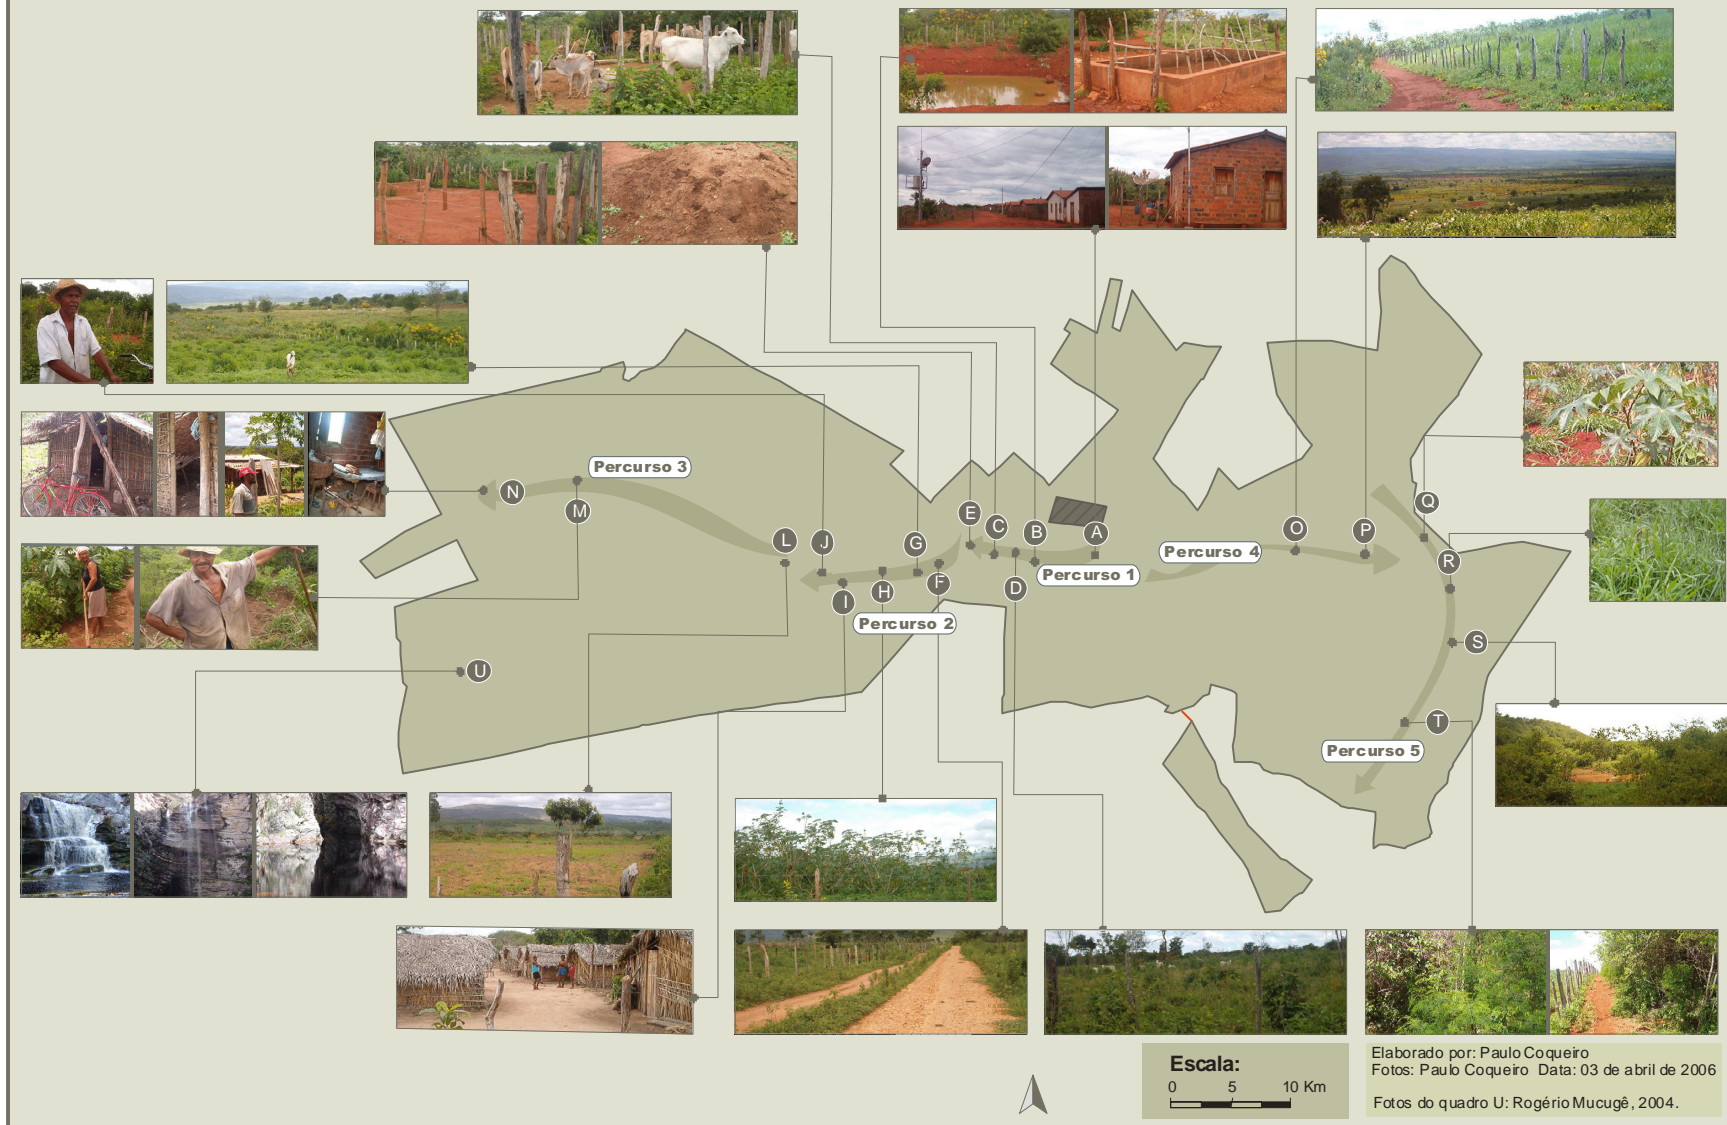 Percurso 3
N
M
L
J
G
E
C
B
A
O
P
Q
R
Percurso 4
Percurso 1
D
F
H
I
Percurso 2
S
U
T
Percurso 5
Escala:
0 5 10 Km
Elaborado por: Paulo Coqueiro
Fotos: Paulo Coqueiro Data: 03 de abril de 2006
Fotos do quadro U: Rogério Mucugê, 2004.